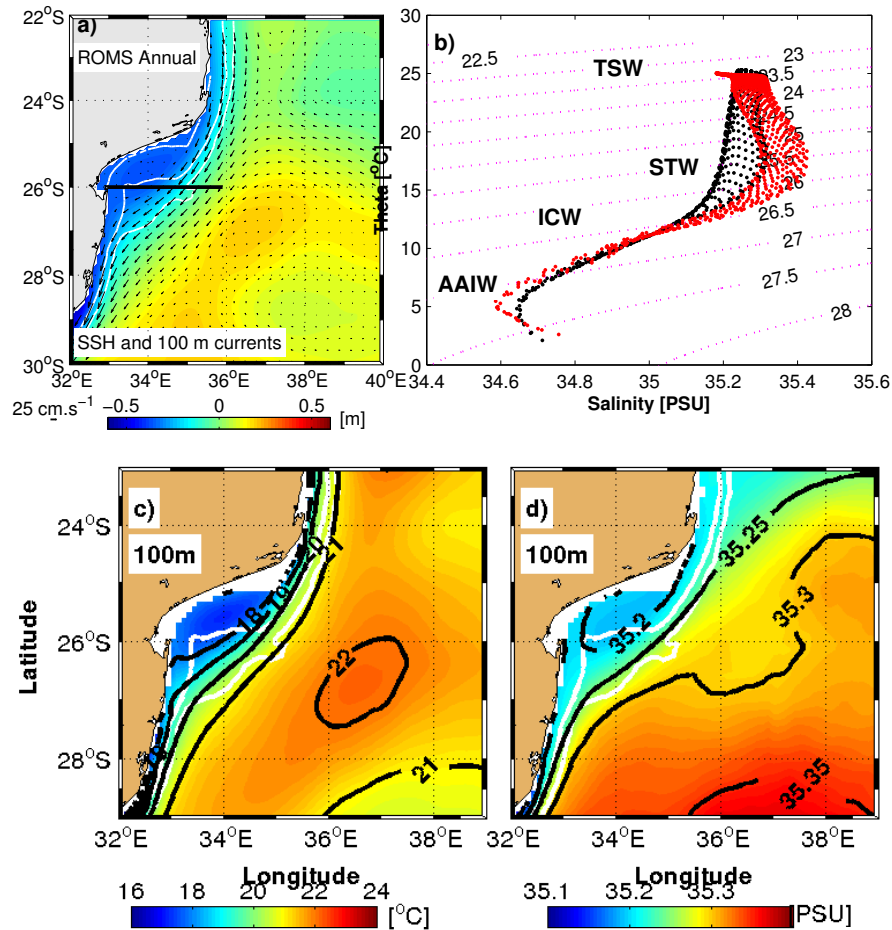 a)
ROMS Annual
SSH and 100 m currents
22°S
24°S
26°S
28°S
30°S
32°E
34°E
36°E
38°E
40°E
25 cm.s⁻¹
−0.5
0
0.5
[m]
b)
30
25
20
15
10
5
0
Theta [°C]
34.4
34.6
34.8
35
35.2
35.4
35.6
Salinity [PSU]
TSW
STW
ICW
AAIW
22.5
23
23.5
24
25
26
26.5
27
27.5
28
c)
100m
18
19
20
21
22
21
24°S
26°S
28°S
Latitude
32°E
34°E
36°E
38°E
Longitude
16
18
20
22
24
[°C]
d)
100m
35.25
35.3
35.2
35.35
32°E
34°E
36°E
38°E
Longitude
35.1
35.2
35.3
[PSU]